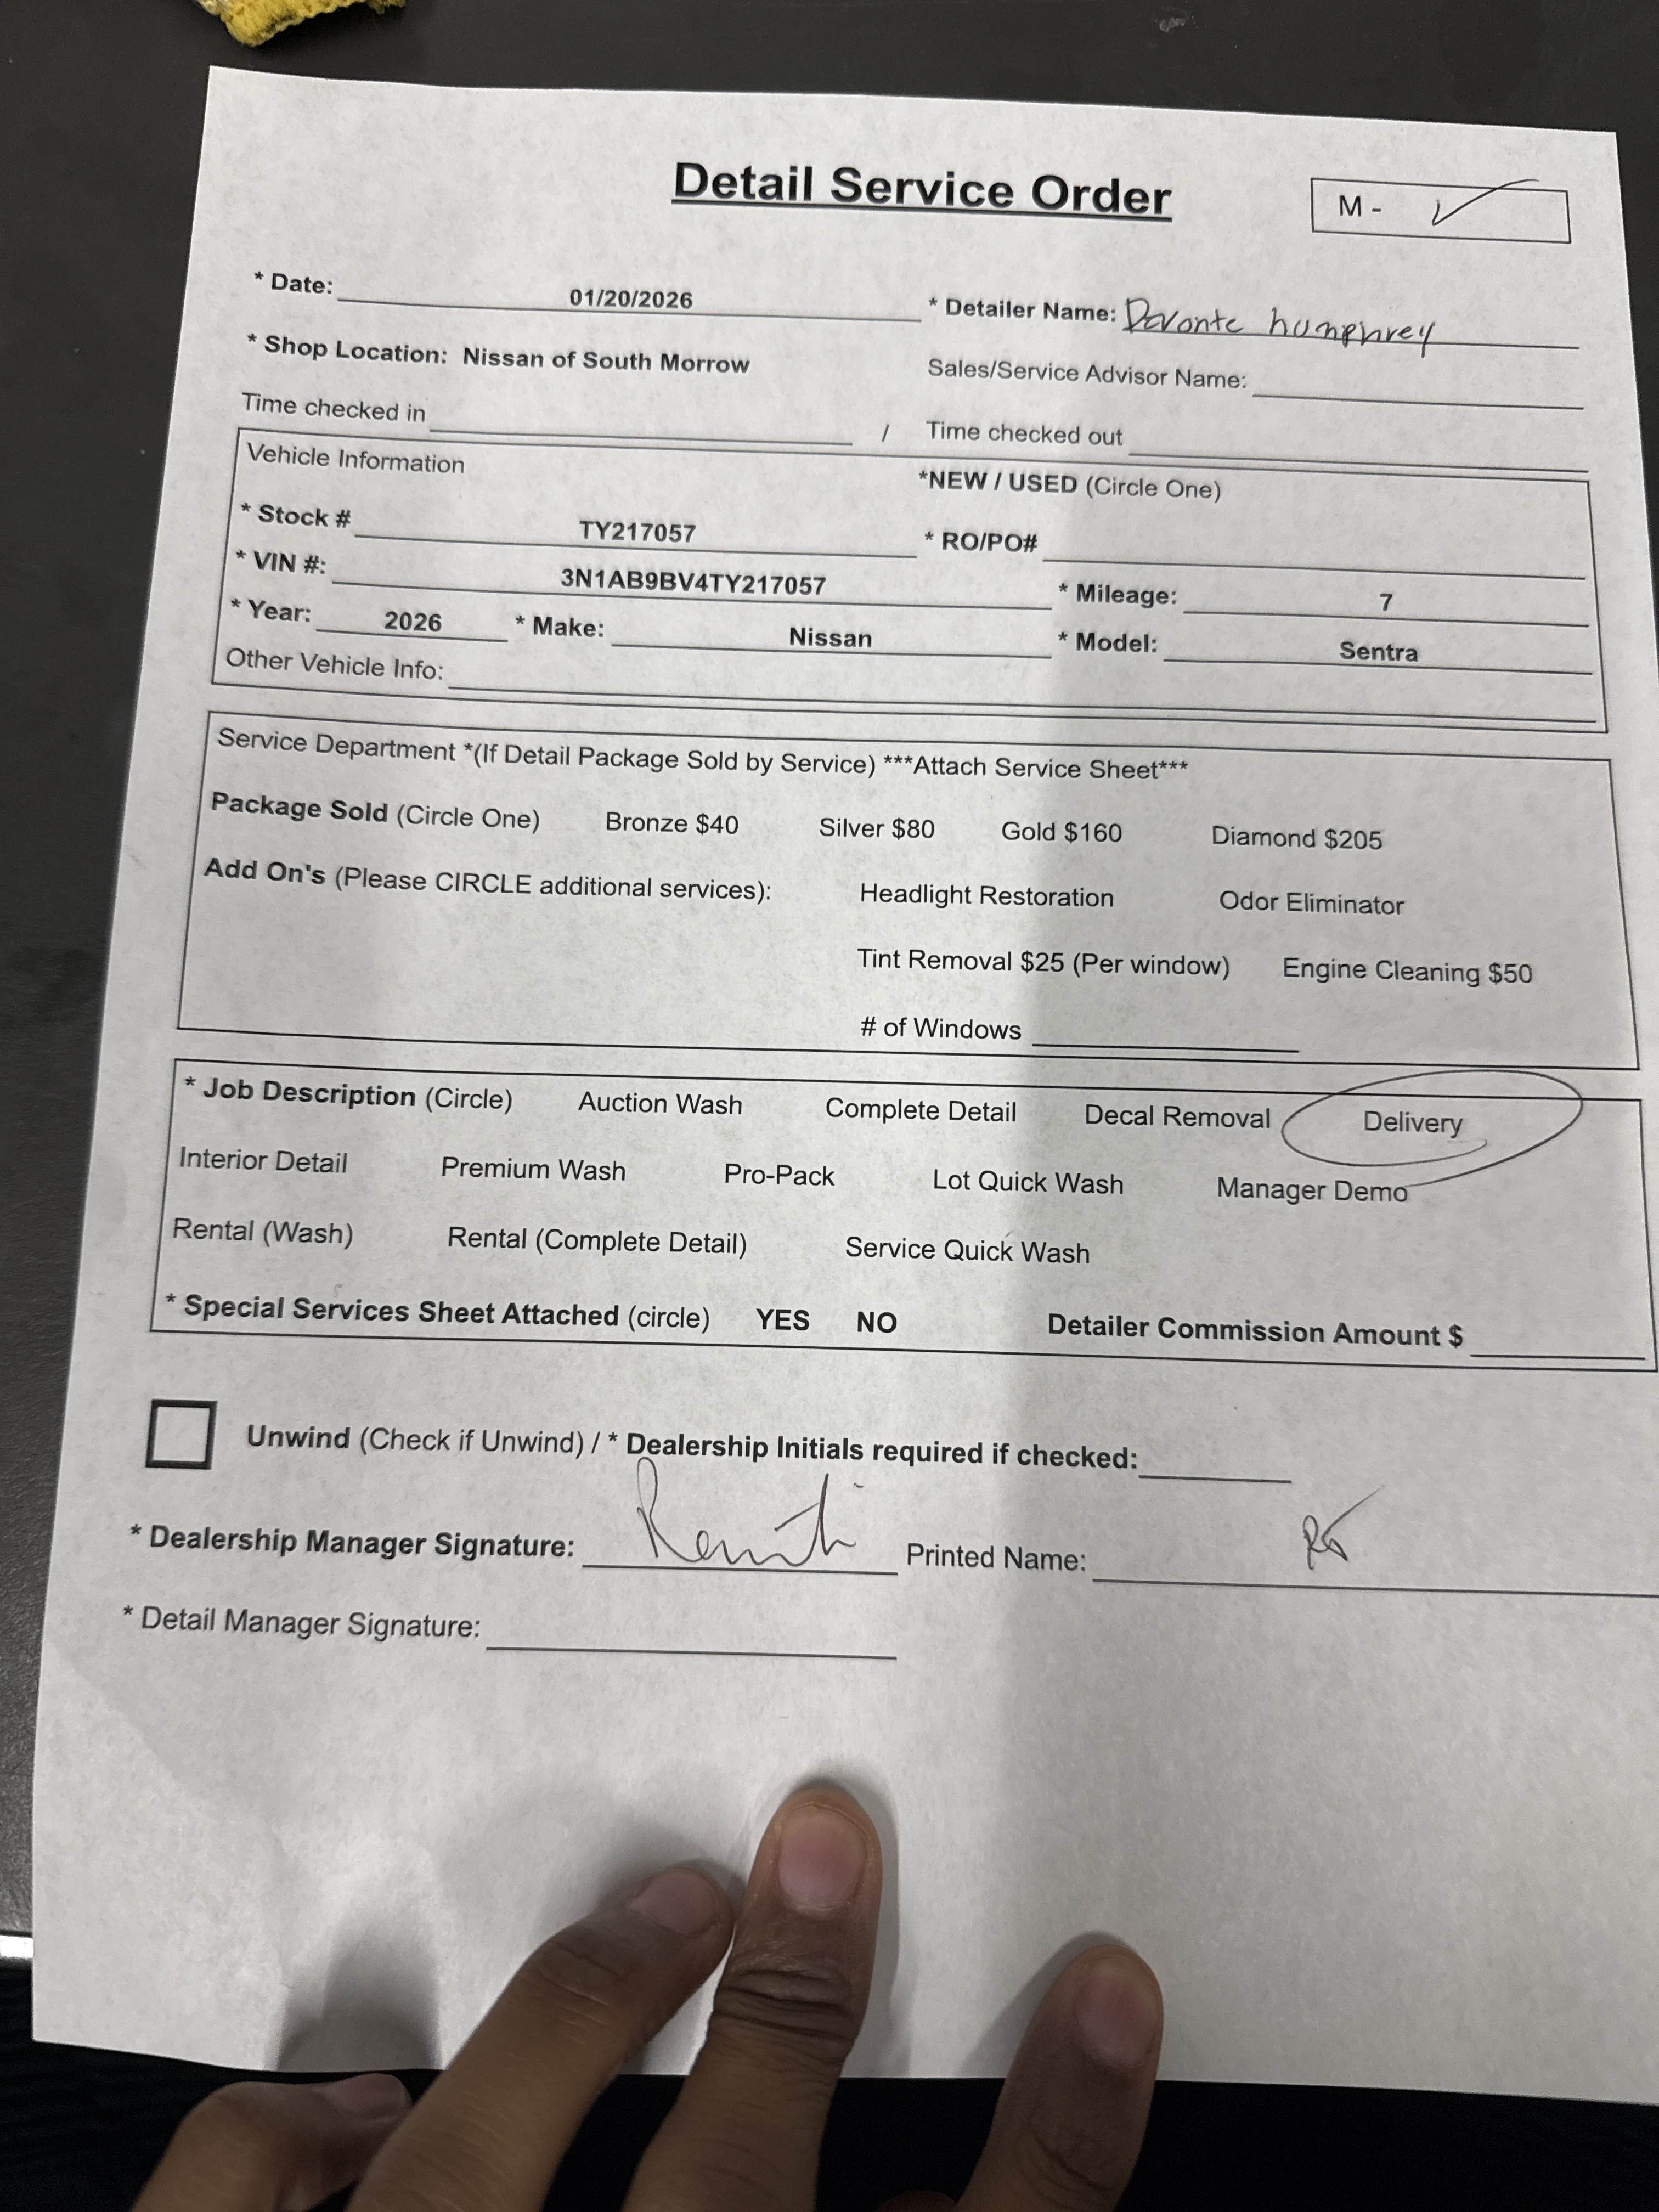 Detail Service Order
M - ✓
* Date: 01/20/2026 * Detailer Name: Devonte humphrey
* Shop Location: Nissan of South Morrow Sales/Service Advisor Name:
Time checked in / Time checked out
Vehicle Information *NEW / USED (Circle One)
* Stock # TY217057 * RO/PO#
* VIN #: 3N1AB9BV4TY217057 * Mileage: 7
* Year: 2026 * Make: Nissan * Model: Sentra
Other Vehicle Info:
Service Department *(If Detail Package Sold by Service) ***Attach Service Sheet***
Package Sold (Circle One) Bronze $40 Silver $80 Gold $160 Diamond $205
Add On's (Please CIRCLE additional services): Headlight Restoration Odor Eliminator
Tint Removal $25 (Per window) Engine Cleaning $50
# of Windows
* Job Description (Circle) Auction Wash Complete Detail Decal Removal Delivery
Interior Detail Premium Wash Pro-Pack Lot Quick Wash Manager Demo
Rental (Wash) Rental (Complete Detail) Service Quick Wash
* Special Services Sheet Attached (circle) YES NO Detailer Commission Amount $
Unwind (Check if Unwind) / * Dealership Initials required if checked:
* Dealership Manager Signature: Printed Name:
* Detail Manager Signature: